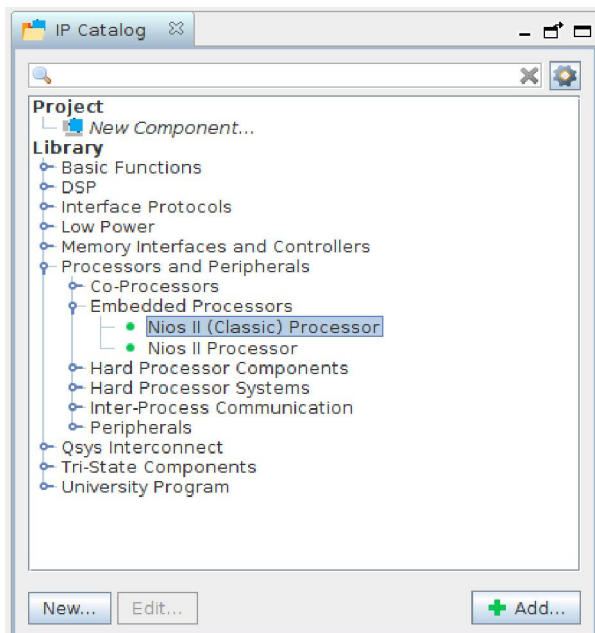 IP Catalog
Project
New Component...
Library
Basic Functions
DSP
Interface Protocols
Low Power
Memory Interfaces and Controllers
Processors and Peripherals
Co-Processors
Embedded Processors
Nios II (Classic) Processor
Nios II Processor
Hard Processor Components
Hard Processor Systems
Inter-Process Communication
Peripherals
Qsys Interconnect
Tri-State Components
University Program
New... Edit... Add...